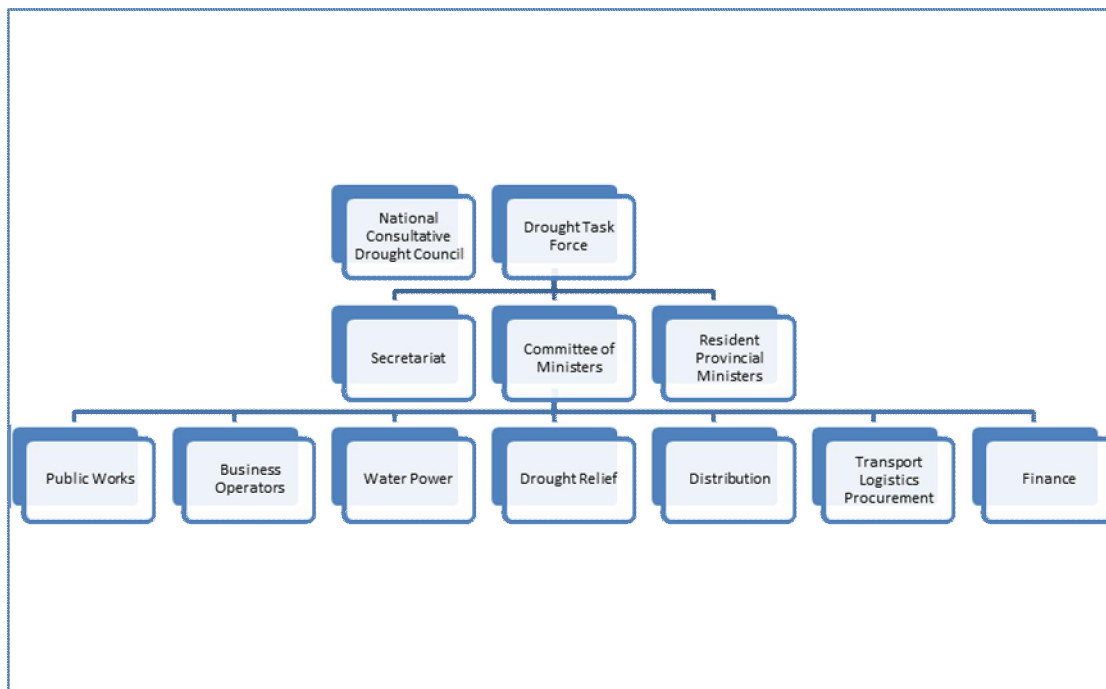 National
Consultative
Drought Council
Drought Task
Force
Secretariat
Committee of
Ministers
Resident
Provincial
Ministers
Public Works
Business
Operators
Water Power
Drought Relief
Distribution
Transport
Logistics
Procurement
Finance